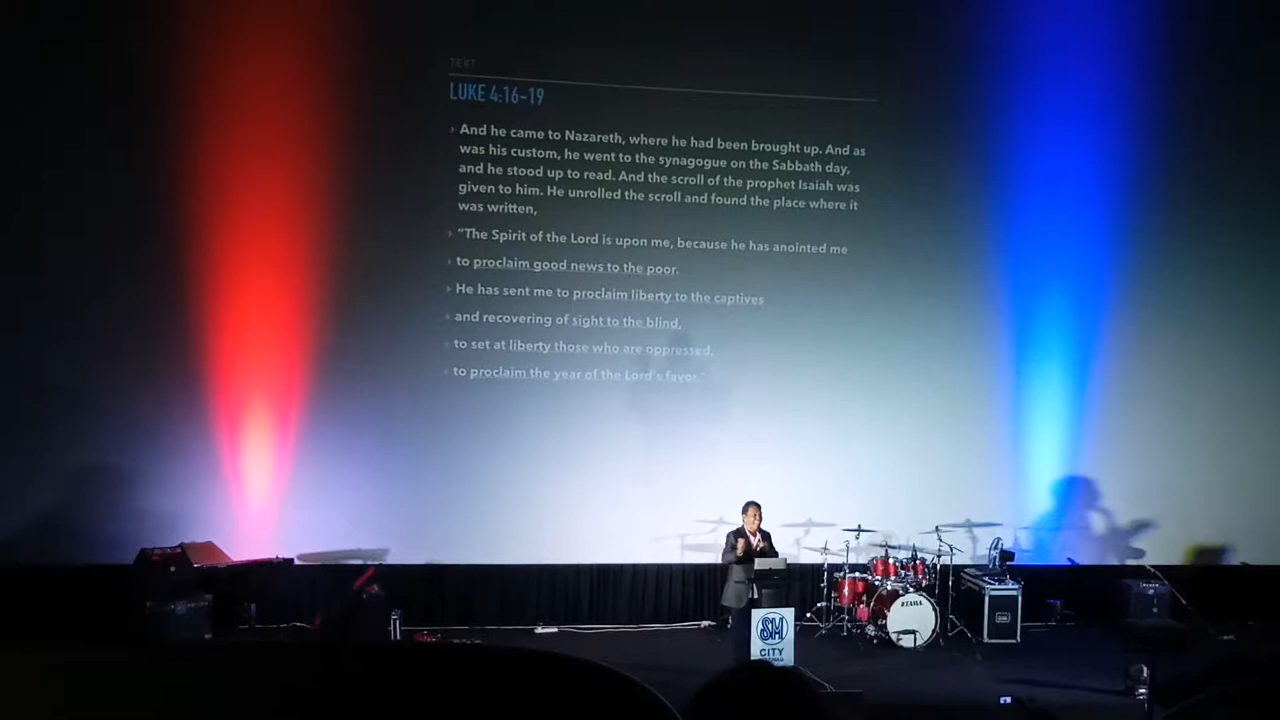 TEXT
LUKE 4:16-19
And he came to Nazareth, where he had been brought up. And as
was his custom, he went to the synagogue on the Sabbath day,
and he stood up to read. And the scroll of the prophet Isaiah was
given to him. He unrolled the scroll and found the place where it
was written,
"The Spirit of the Lord is upon me, because he has anointed me
to proclaim good news to the poor.
He has sent me to proclaim liberty to the captives
and recovering of sight to the blind,
to set at liberty those who are oppressed,
to proclaim the year of the Lord's favor."
TAMA
SM
CITY